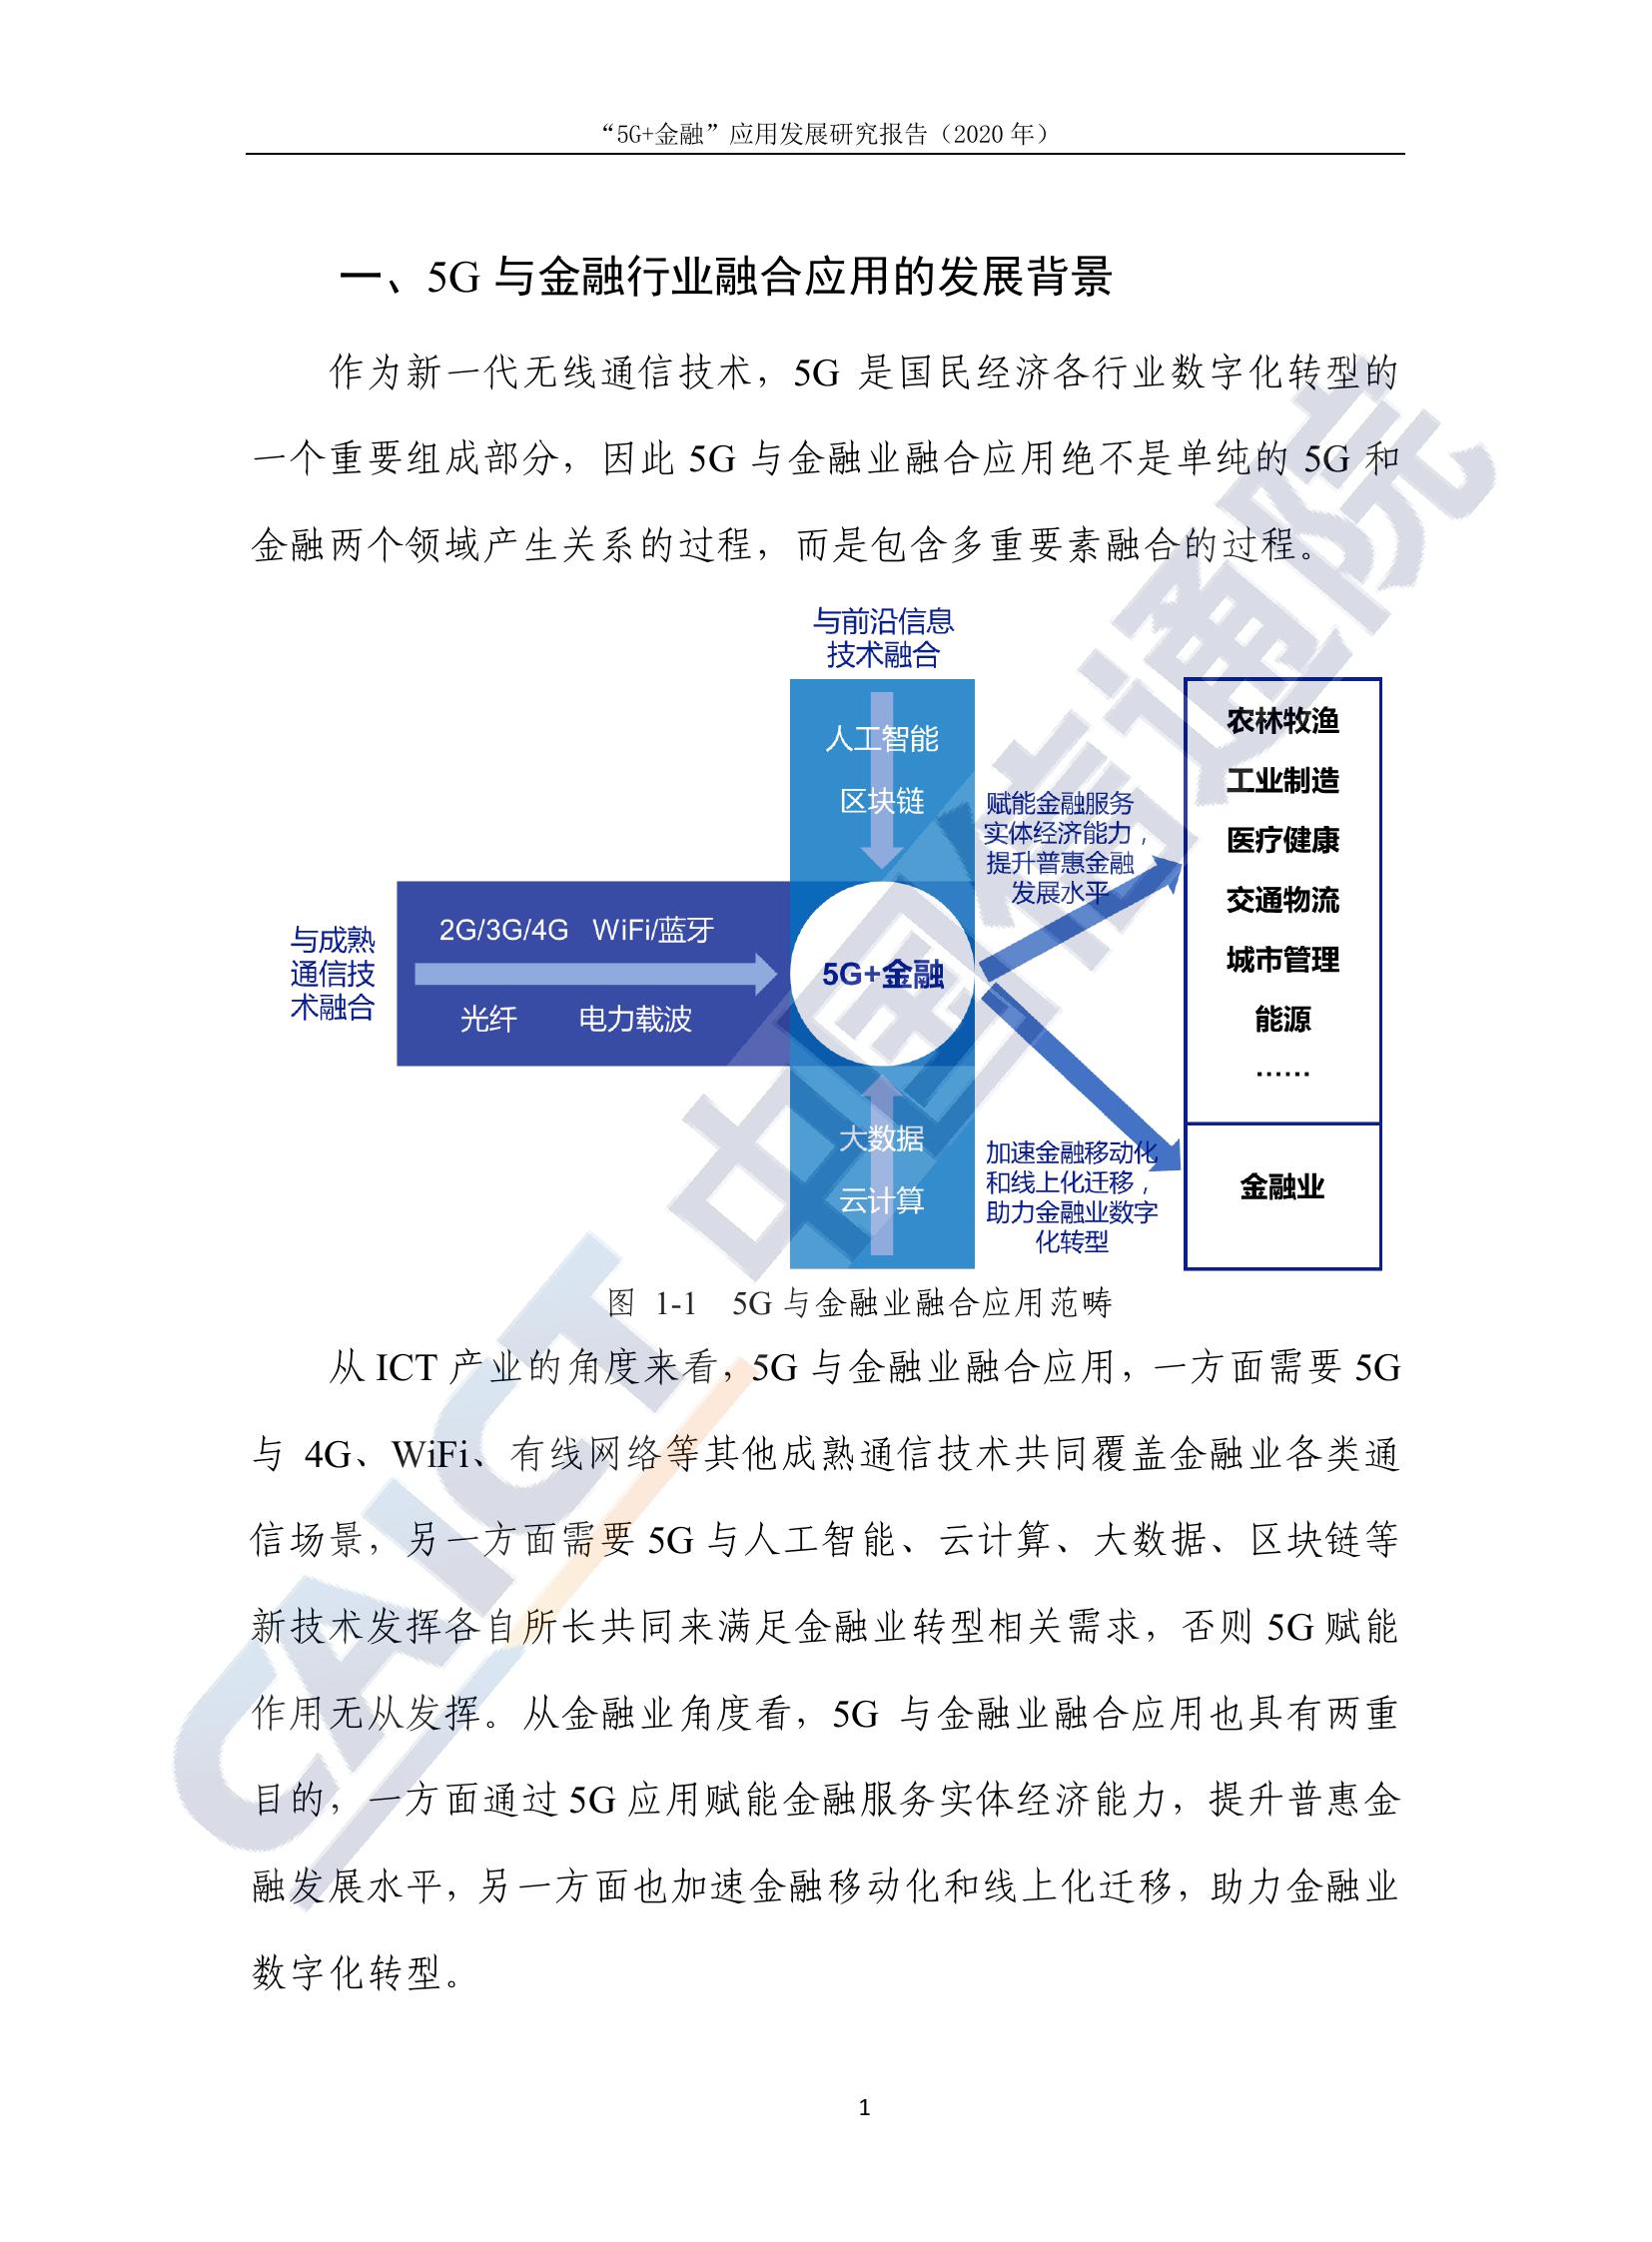 “5G+金融”应用发展研究报告（2020 年）
一、5G 与金融行业融合应用的发展背景
作为新一代无线通信技术，5G 是国民经济各行业数字化转型的
一个重要组成部分，因此 5G 与金融业融合应用绝不是单纯的 5G 和
金融两个领域产生关系的过程，而是包含多重要素融合的过程。
与前沿信息
技术融合
人工智能
区块链
与成熟
通信技
术融合
2G/3G/4G WiFi/蓝牙
光纤 电力载波
5G+金融
大数据
云计算
赋能金融服务
实体经济能力，
提升普惠金融
发展水平
加速金融移动化
和线上化迁移，
助力金融业数字
化转型
农林牧渔
工业制造
医疗健康
交通物流
城市管理
能源
……
金融业
图 1-1 5G 与金融业融合应用范畴
从 ICT 产业的角度来看，5G 与金融业融合应用，一方面需要 5G
与 4G、WiFi、有线网络等其他成熟通信技术共同覆盖金融业各类通
信场景，另一方面需要 5G 与人工智能、云计算、大数据、区块链等
新技术发挥各自所长共同来满足金融业转型相关需求，否则 5G 赋能
作用无从发挥。从金融业角度看，5G 与金融业融合应用也具有两重
目的，一方面通过 5G 应用赋能金融服务实体经济能力，提升普惠金
融发展水平，另一方面也加速金融移动化和线上化迁移，助力金融业
数字化转型。
1
CAICT 中国信通院